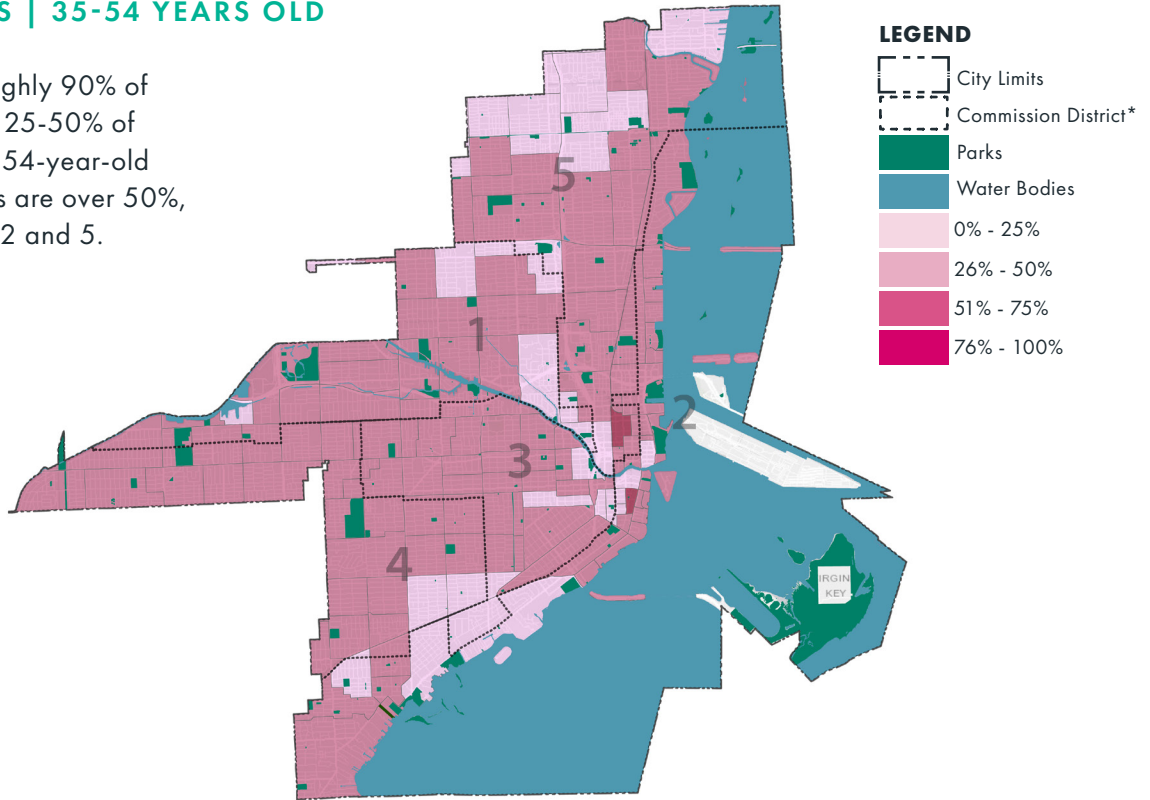 S | 35-54 YEARS OLD
ghly 90% of
25-50% of
54-year-old
s are over 50%,
2 and 5.
LEGEND
City Limits
Commission District*
Parks
Water Bodies
0% - 25%
26% - 50%
51% - 75%
76% - 100%
5
1
2
3
4
IRGIN
KEY